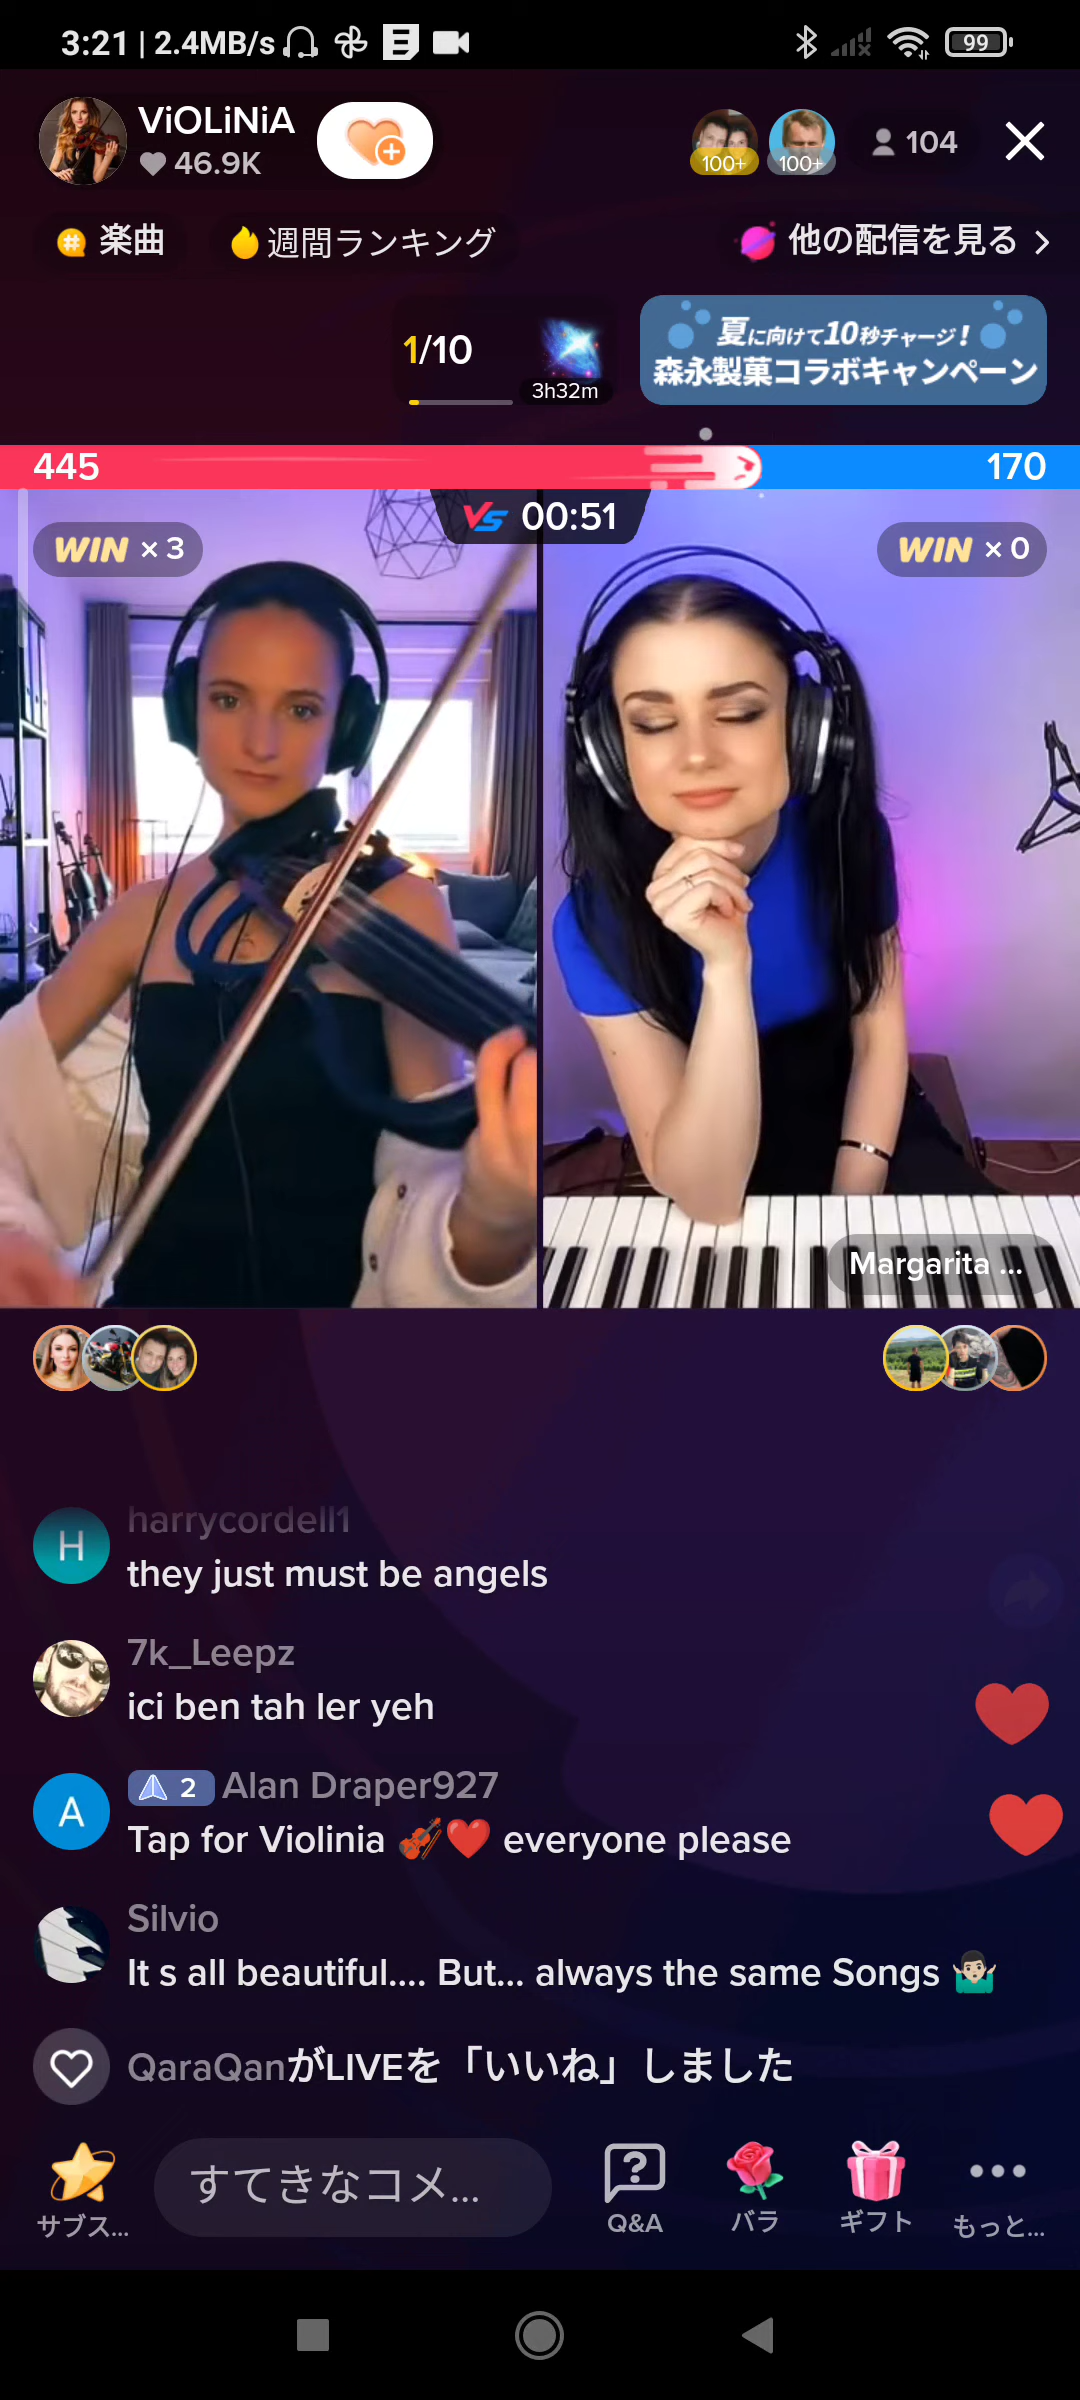 3:21 | 2.4MB/s
99
ViOLiNiA
46.9K
100+
100+
104
楽曲
週間ランキング
他の配信を見る
1/10
3h32m
夏に向けて10秒チャージ!
森永製菓コラボキャンペーン
445
170
VS 00:51
WIN × 3
WIN × 0
Margarita ...
H
harrycordell1
they just must be angels
7k_Leepz
ici ben tah ler yeh
A
2 Alan Draper927
Tap for Violinia 🎻❤️ everyone please
Silvio
It s all beautiful.... But... always the same Songs 🤷🏻‍♂️
QaraQanがLIVEを「いいね」しました
すてきなコメ...
サブス...
Q&A
バラ
ギフト
もっと...